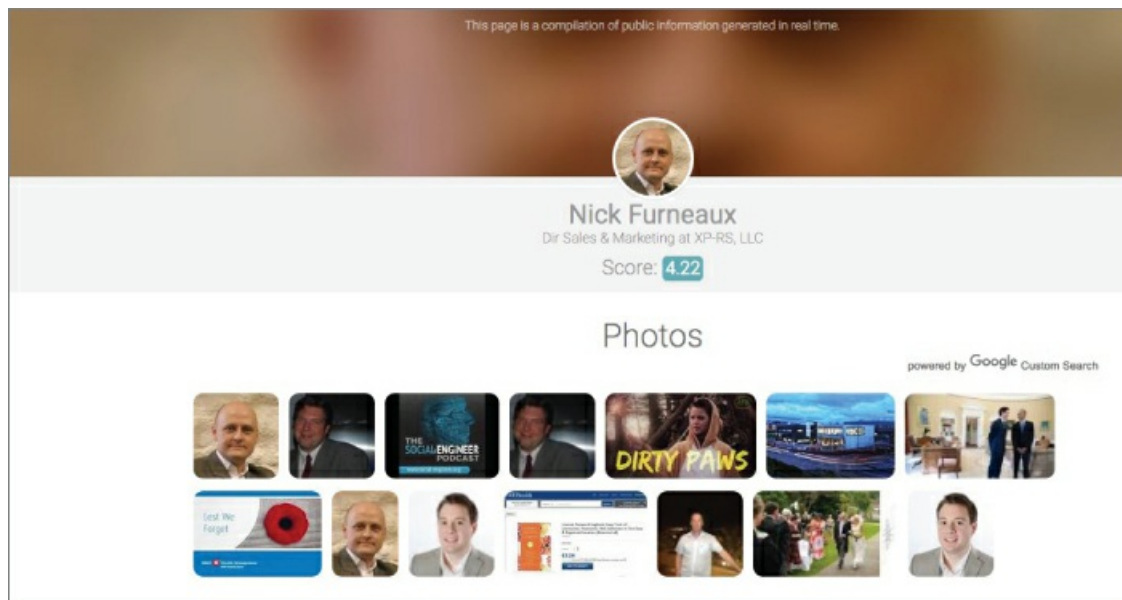 This page is a compilation of public information generated in real time.
Nick Furneaux
Dir Sales & Marketing at XP-RS, LLC
Score: 4.22
Photos
powered by Google Custom Search
THE
SOCIAL-ENGINEER
PODCAST
DIRTY PAWS
Lest We
Forget